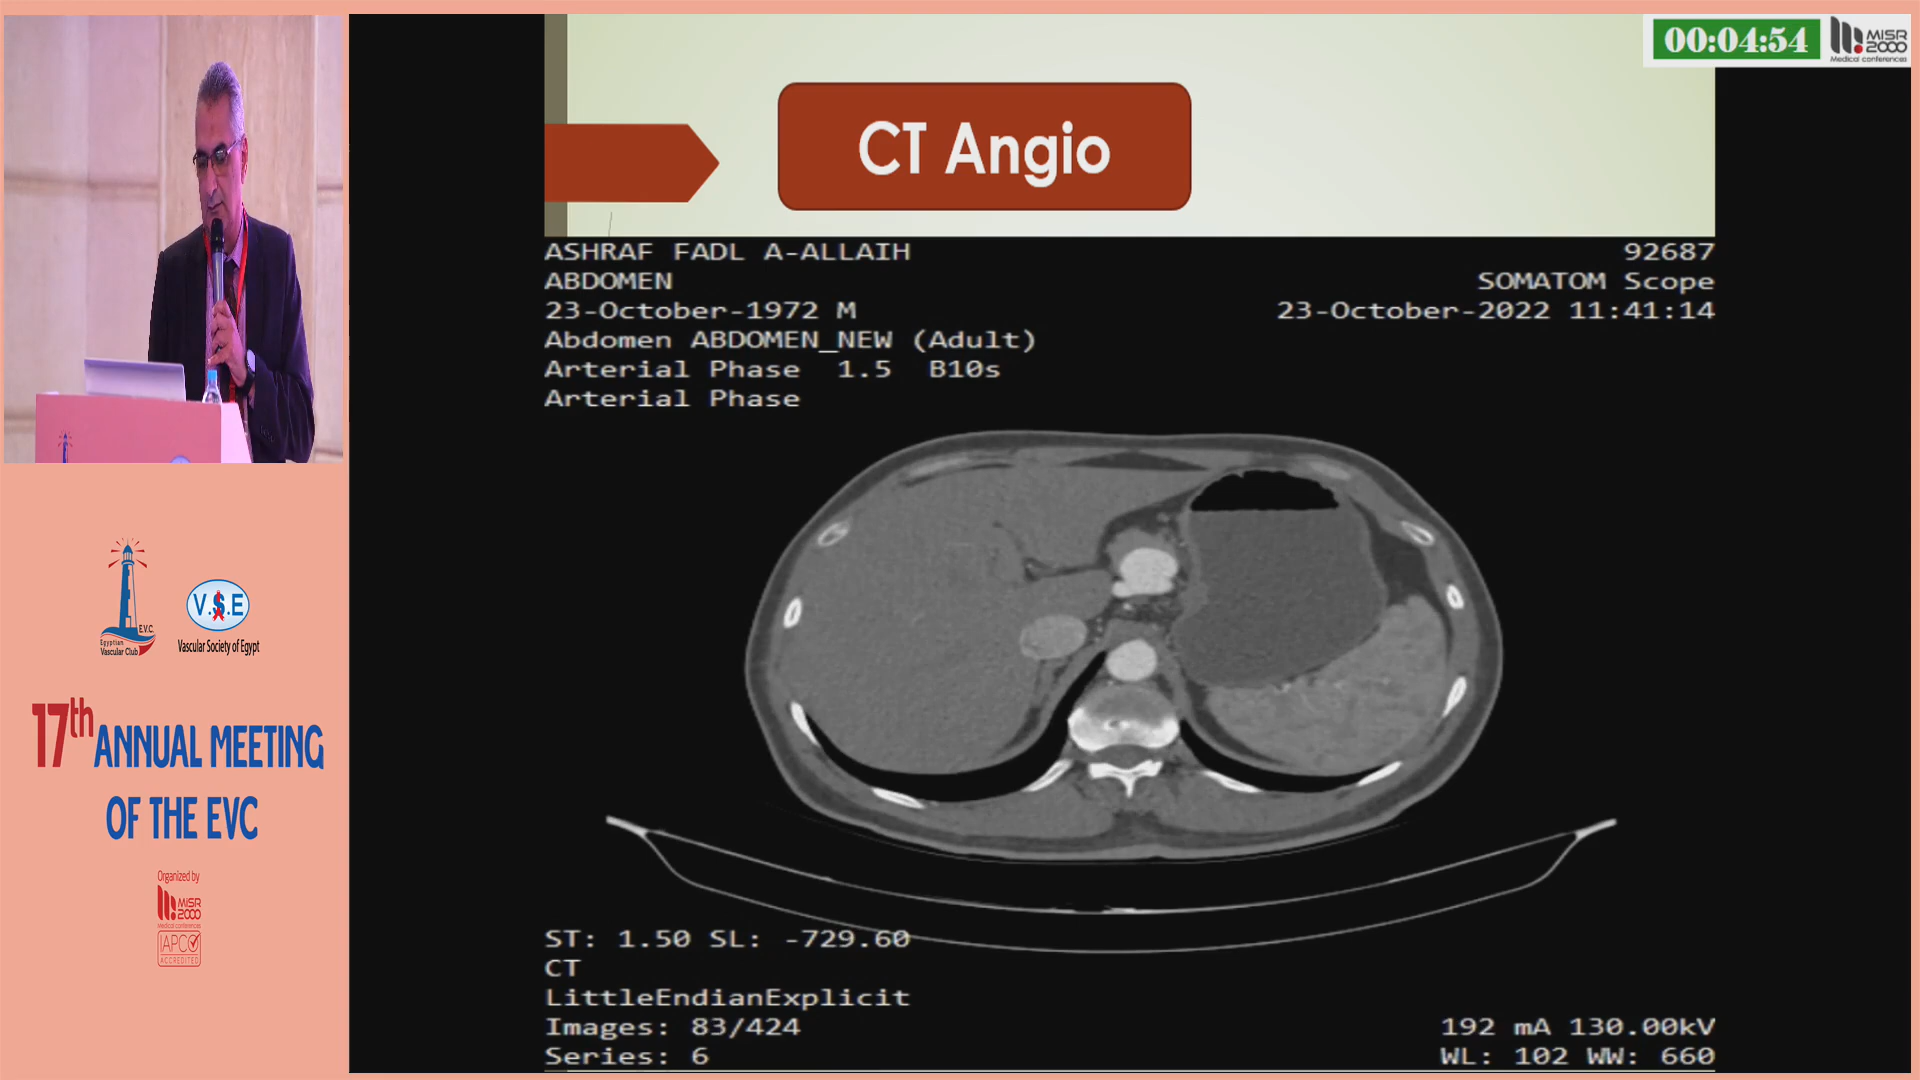 00:04:54
MISR
2000
Medical conferences
CT Angio
ASHRAF FADL A-ALLAIH
92687
ABDOMEN
SOMATOM Scope
23-October-1972 M
23-October-2022 11:41:14
Abdomen ABDOMEN_NEW (Adult)
Arterial Phase 1.5 B10s
Arterial Phase
ST: 1.50 SL: -729.60
CT
LittleEndianExplicit
Images: 83/424
192 mA 130.00kV
Series: 6
WL: 102 WW: 660
E.V.C.
Egyptian
Vascular Club
V.S.E
Vascular Society of Egypt
17th ANNUAL MEETING
OF THE EVC
Organized by
MISR
2000
Medical conferences
IAPCO
ACCREDITED